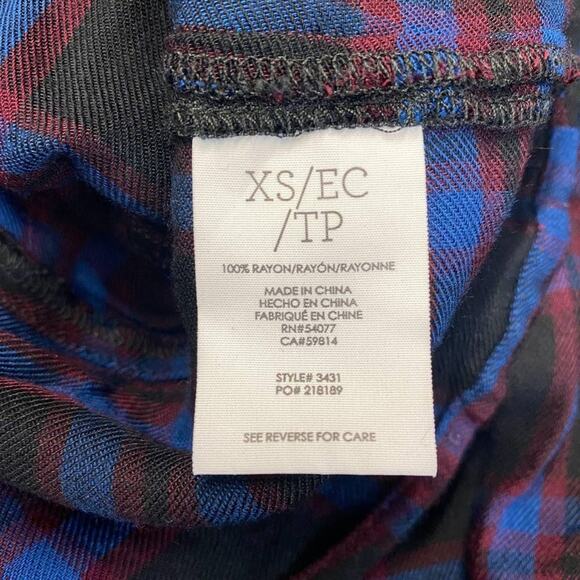 XS/EC
/TP
100% RAYON/RAYÓN/RAYONNE
MADE IN CHINA
HECHO EN CHINA
FABRIQUÉ EN CHINE
RN#54077
CA#59814
STYLE# 3431
PO# 218189
SEE REVERSE FOR CARE